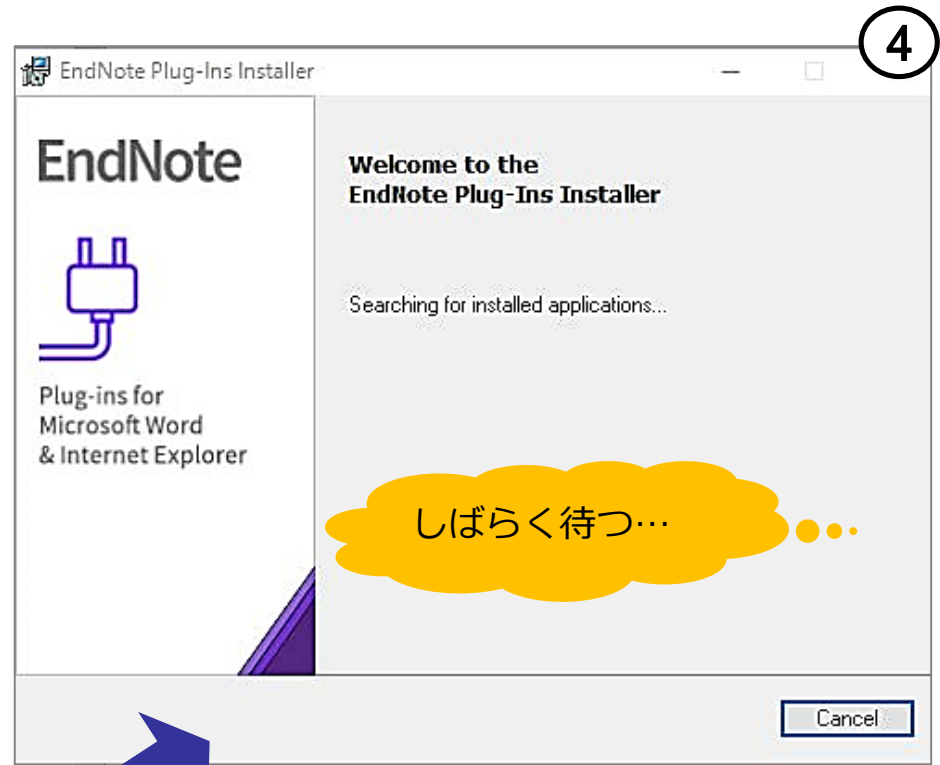 ④
EndNote Plug-Ins Installer
EndNote
Welcome to the
EndNote Plug-Ins Installer
Searching for installed applications...
Plug-ins for
Microsoft Word
& Internet Explorer
しばらく待つ…
Cancel